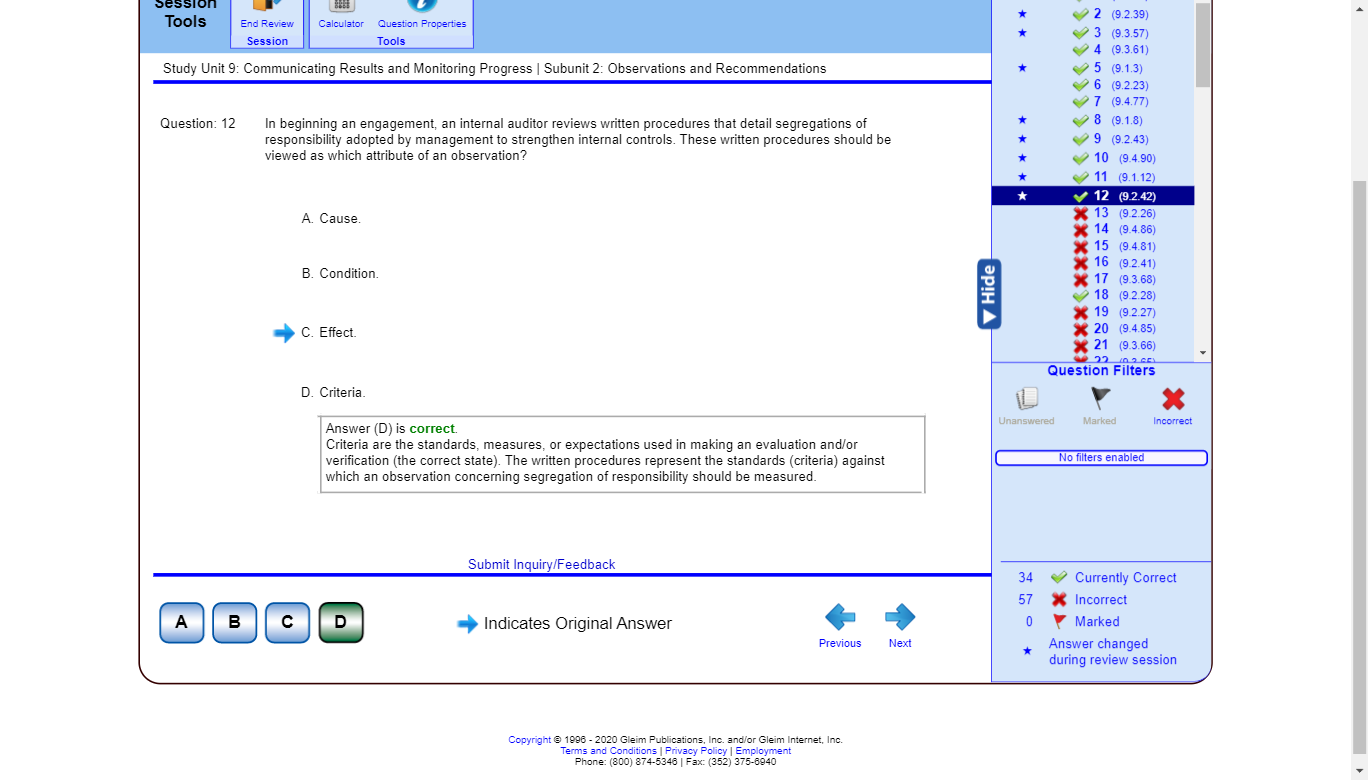 Session
Tools
End Review
Session
Calculator
Question Properties
Tools
Study Unit 9: Communicating Results and Monitoring Progress | Subunit 2: Observations and Recommendations
Question: 12
In beginning an engagement, an internal auditor reviews written procedures that detail segregations of
responsibility adopted by management to strengthen internal controls. These written procedures should be
viewed as which attribute of an observation?
A. Cause.
B. Condition.
C. Effect.
D. Criteria.
Answer (D) is correct.
Criteria are the standards, measures, or expectations used in making an evaluation and/or
verification (the correct state). The written procedures represent the standards (criteria) against
which an observation concerning segregation of responsibility should be measured.
Submit Inquiry/Feedback
A B C D
Indicates Original Answer
Previous
Next
2 (9.2.39)
3 (9.3.57)
4 (9.3.61)
5 (9.1.3)
6 (9.2.23)
7 (9.4.77)
8 (9.1.8)
9 (9.2.43)
10 (9.4.90)
11 (9.1.12)
12 (9.2.42)
13 (9.2.26)
14 (9.4.86)
15 (9.4.81)
16 (9.2.41)
17 (9.3.68)
18 (9.2.28)
19 (9.2.27)
20 (9.4.85)
21 (9.3.66)
22 (9.3.65)
Hide
Question Filters
Unanswered
Marked
Incorrect
No filters enabled
34 Currently Correct
57 Incorrect
0 Marked
Answer changed
during review session
Copyright © 1996 - 2020 Gleim Publications, Inc. and/or Gleim Internet, Inc.
Terms and Conditions | Privacy Policy | Employment
Phone: (800) 874-5346 | Fax: (352) 375-6940